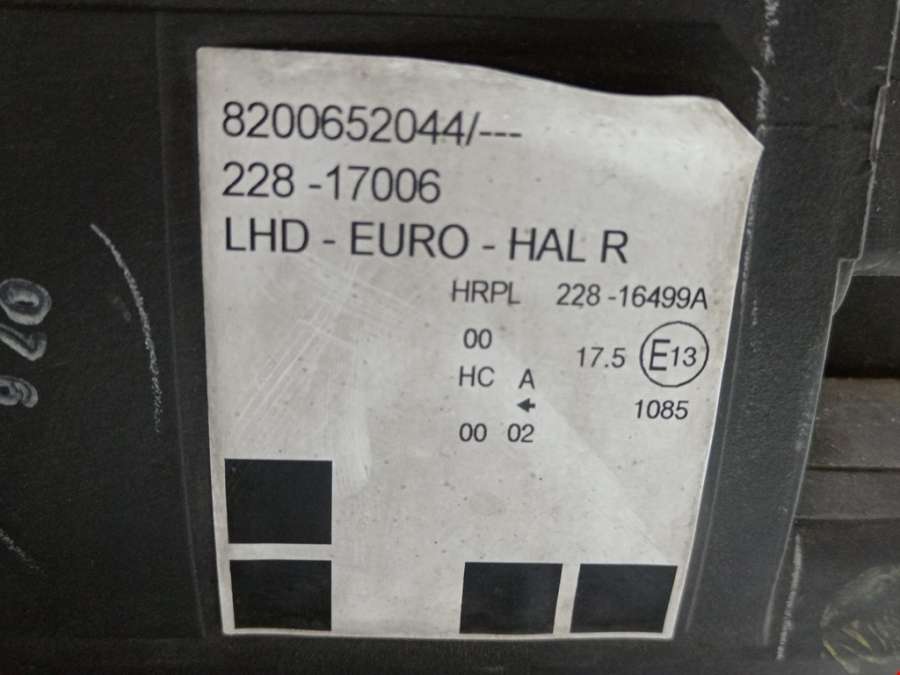 8200652044/---
228 -17006
LHD - EURO - HAL R
HRPL 228 -16499A
00
17.5 E13
HC A
1085
00 02